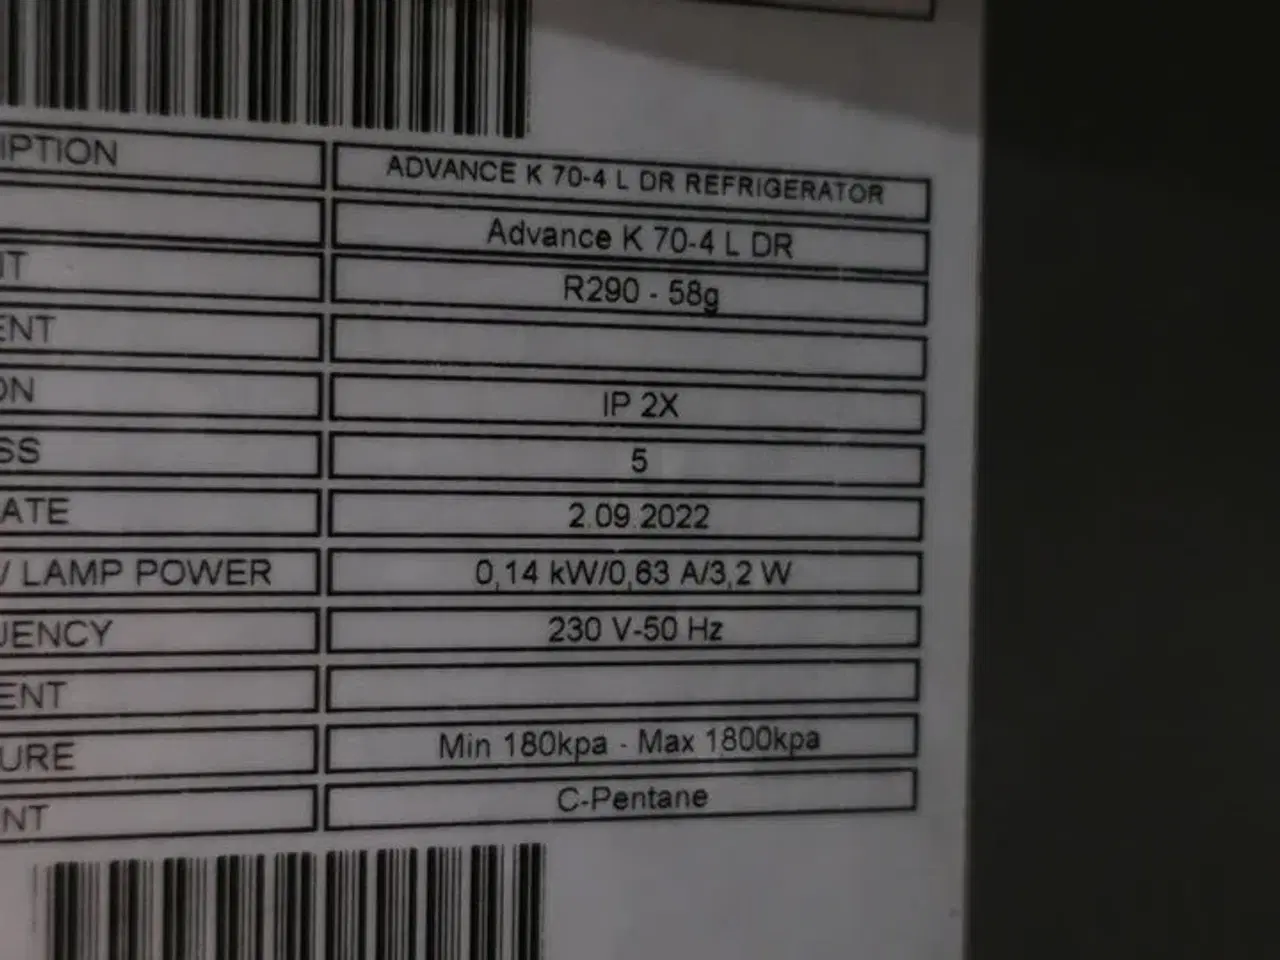 IPTION ADVANCE K 70-4 L DR REFRIGERATOR
Advance K 70-4 L DR
NT R290 - 58g
ENT
ON IP 2X
SS 5
ATE 2.09.2022
/ LAMP POWER 0,14 kW/0,63 A/3,2 W
UENCY 230 V-50 Hz
ENT
URE Min 180kpa - Max 1800kpa
NT C-Pentane